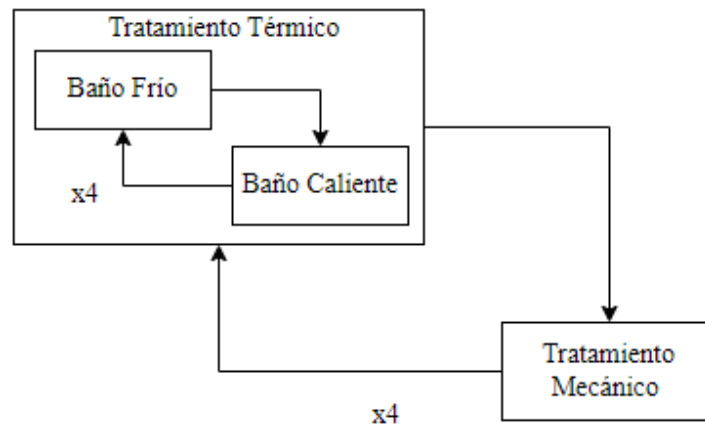 Tratamiento Térmico
Baño Frío
Baño Caliente
x4
Tratamiento
Mecánico
x4